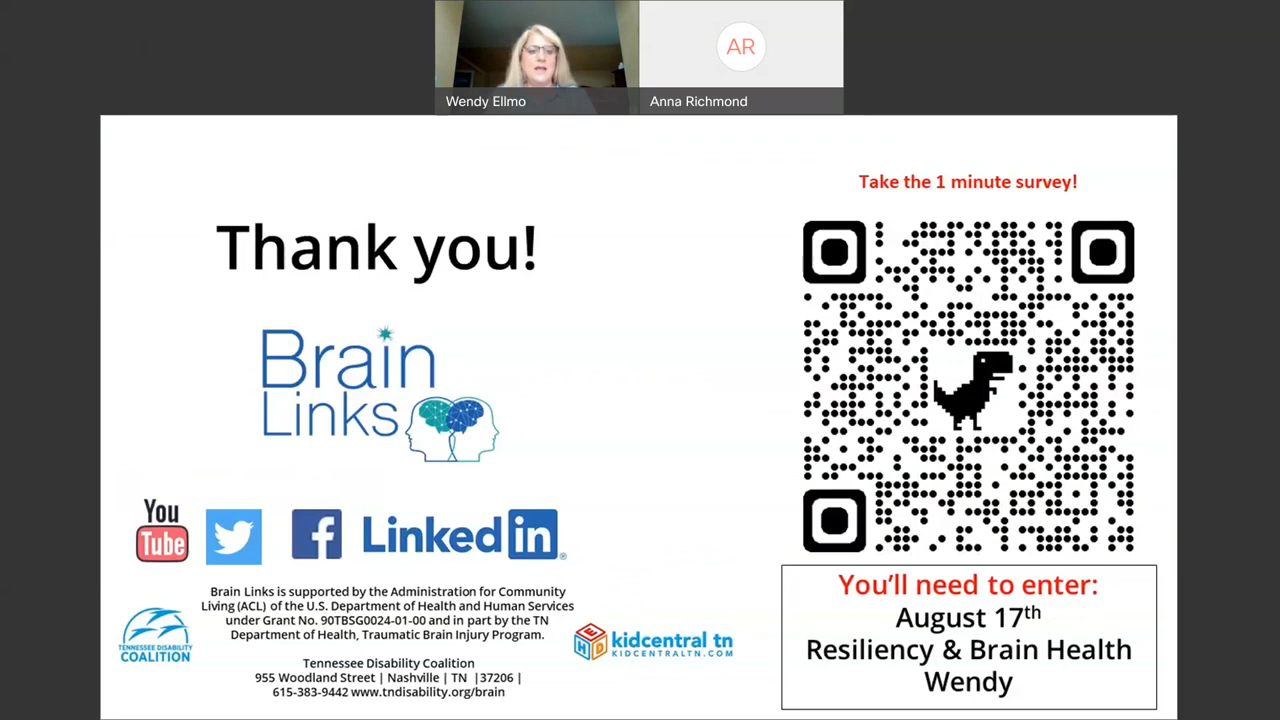 AR
Wendy Ellmo
Anna Richmond
Take the 1 minute survey!
Thank you!
Brain
Links
You
Tube
Linked in
Brain Links is supported by the Administration for Community
Living (ACL) of the U.S. Department of Health and Human Services
under Grant No. 90TBSG0024-01-00 and in part by the TN
Department of Health, Traumatic Brain Injury Program.
TENNESSEE DISABILITY
COALITION
kidcentral tn
KIDCENTRALTN.COM
Tennessee Disability Coalition
955 Woodland Street | Nashville | TN |37206 |
615-383-9442 www.tndisability.org/brain
You'll need to enter:
August 17th
Resiliency & Brain Health
Wendy